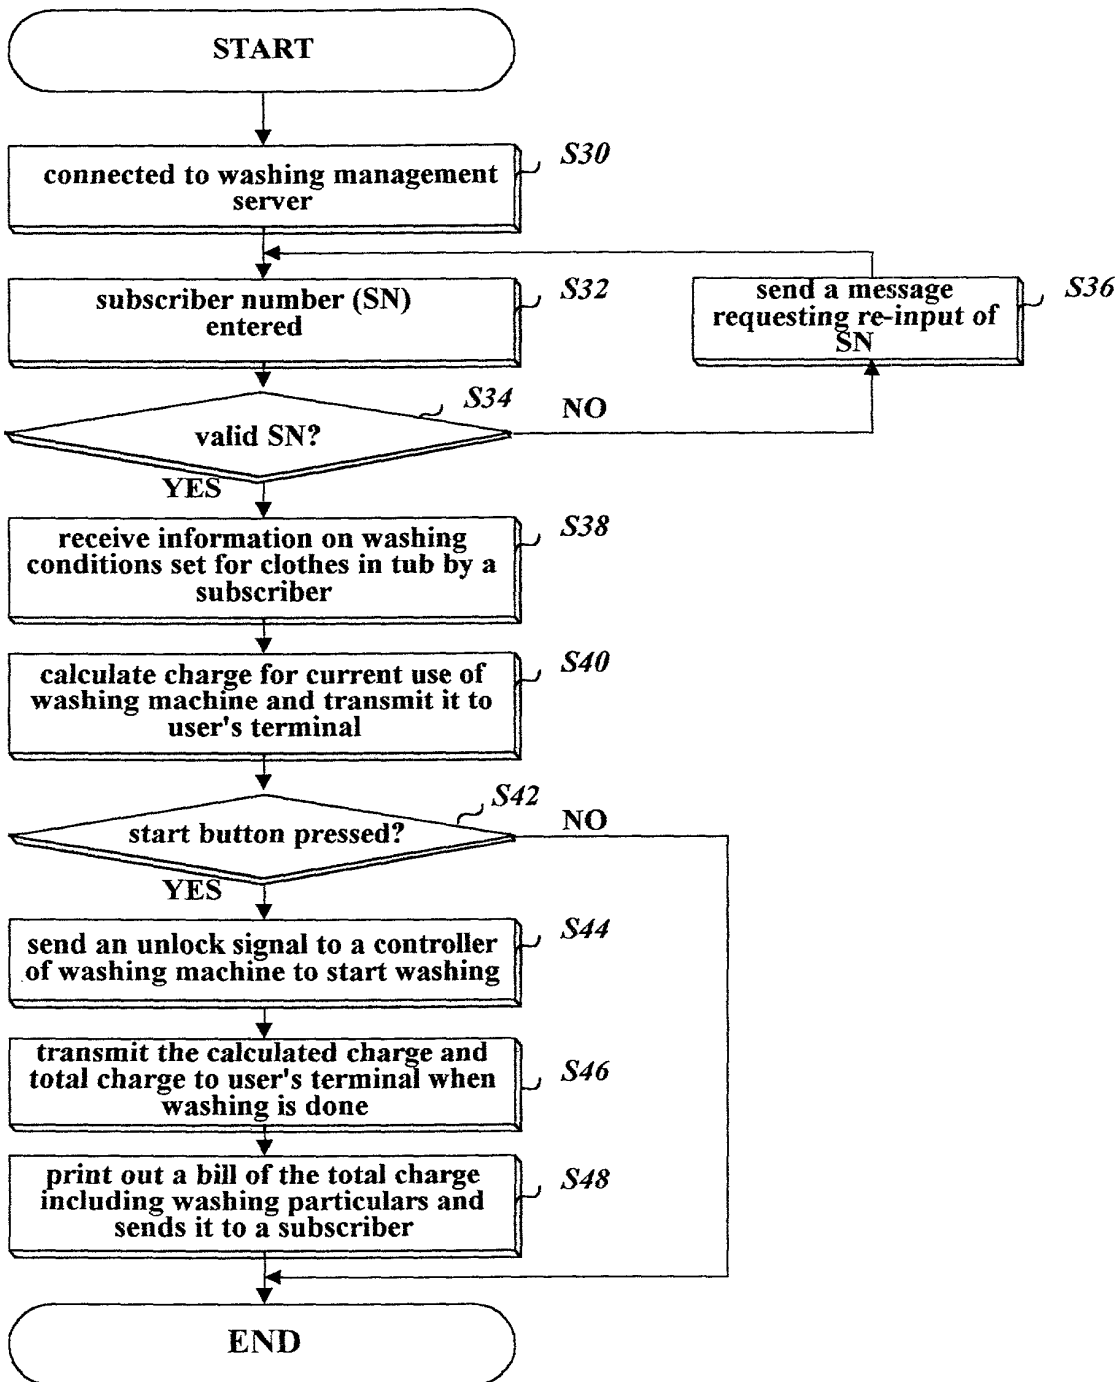 START
S30
connected to washing management
server
S32
subscriber number (SN)
entered
S36
send a message
requesting re-input of
SN
S34
NO
valid SN?
YES
S38
receive information on washing
conditions set for clothes in tub by a
subscriber
S40
calculate charge for current use of
washing machine and transmit it to
user's terminal
S42
NO
start button pressed?
YES
S44
send an unlock signal to a controller
of washing machine to start washing
S46
transmit the calculated charge and
total charge to user's terminal when
washing is done
S48
print out a bill of the total charge
including washing particulars and
sends it to a subscriber
END